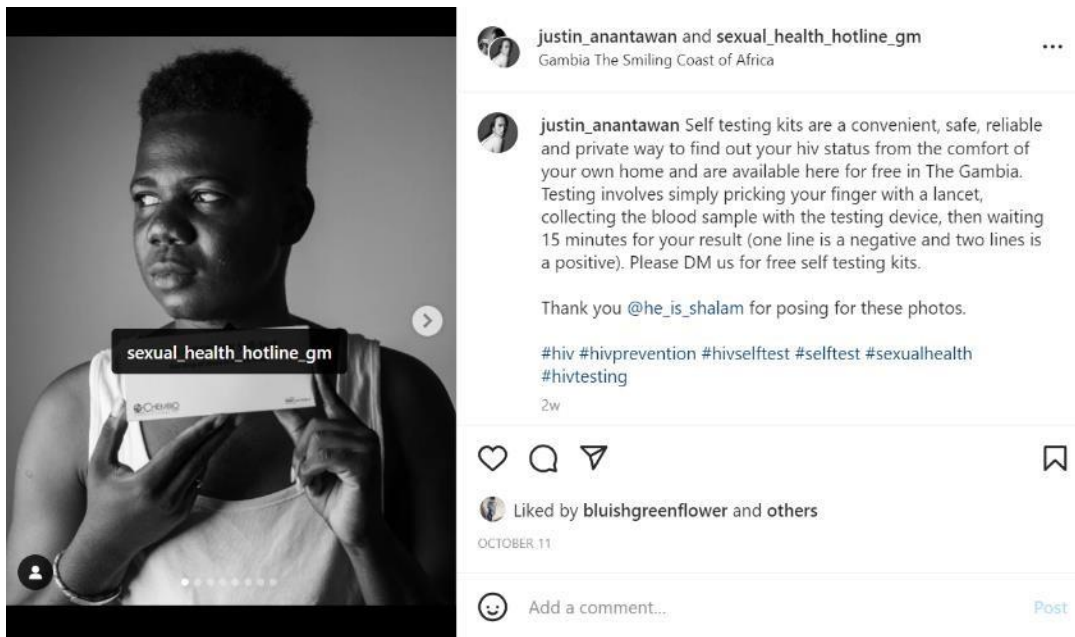 justin_anantawan and sexual_health_hotline_gm
Gambia The Smiling Coast of Africa
justin_anantawan Self testing kits are a convenient, safe, reliable
and private way to find out your hiv status from the comfort of
your own home and are available here for free in The Gambia.
Testing involves simply pricking your finger with a lancet,
collecting the blood sample with the testing device, then waiting
15 minutes for your result (one line is a negative and two lines is
a positive). Please DM us for free self testing kits.
Thank you @he_is_shalam for posing for these photos.
#hiv #hivprevention #hivselftest #selftest #sexualhealth
#hivtesting
2w
Liked by bluishgreenflower and others
OCTOBER 11
Add a comment...
Post
sexual_health_hotline_gm
CHEMBIO